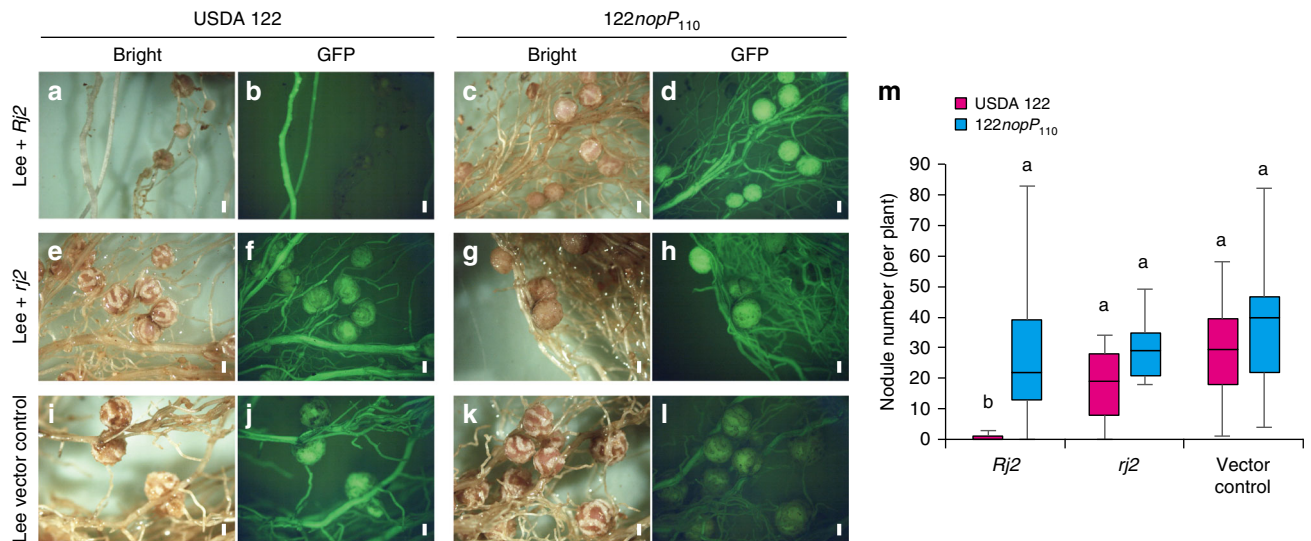 USDA 122
122nopP110
Bright
GFP
Bright
GFP
Lee + Rj2
a
b
c
d
Lee + rj2
e
f
g
h
Lee vector control
i
j
k
l
m
USDA 122
122nopP110
Nodule number (per plant)
90
80
70
60
50
40
30
20
10
0
b
a
a
a
a
a
Rj2
rj2
Vector
control